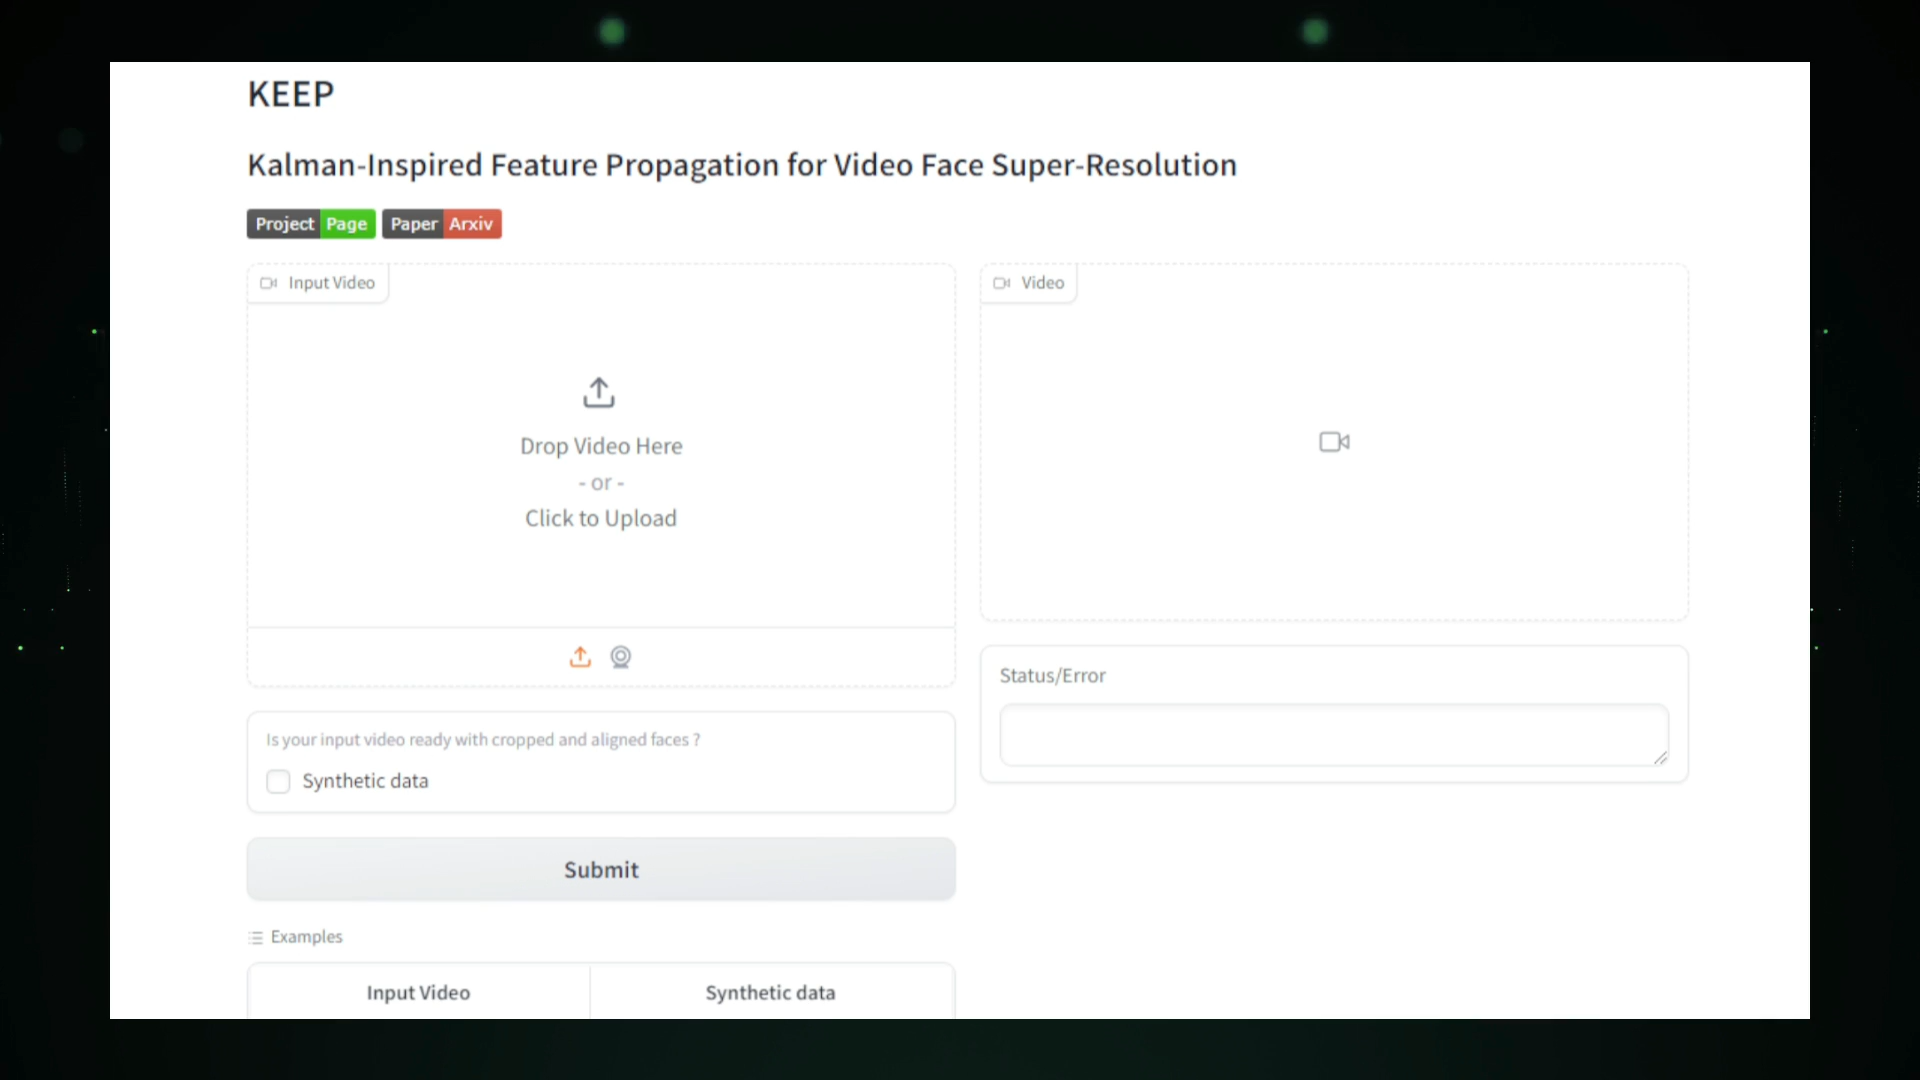 KEEP
Kalman-Inspired Feature Propagation for Video Face Super-Resolution
Project Page Paper Arxiv
Input Video
Drop Video Here
- or -
Click to Upload
Is your input video ready with cropped and aligned faces ?
Synthetic data
Submit
Examples
Input Video Synthetic data
Video
Status/Error